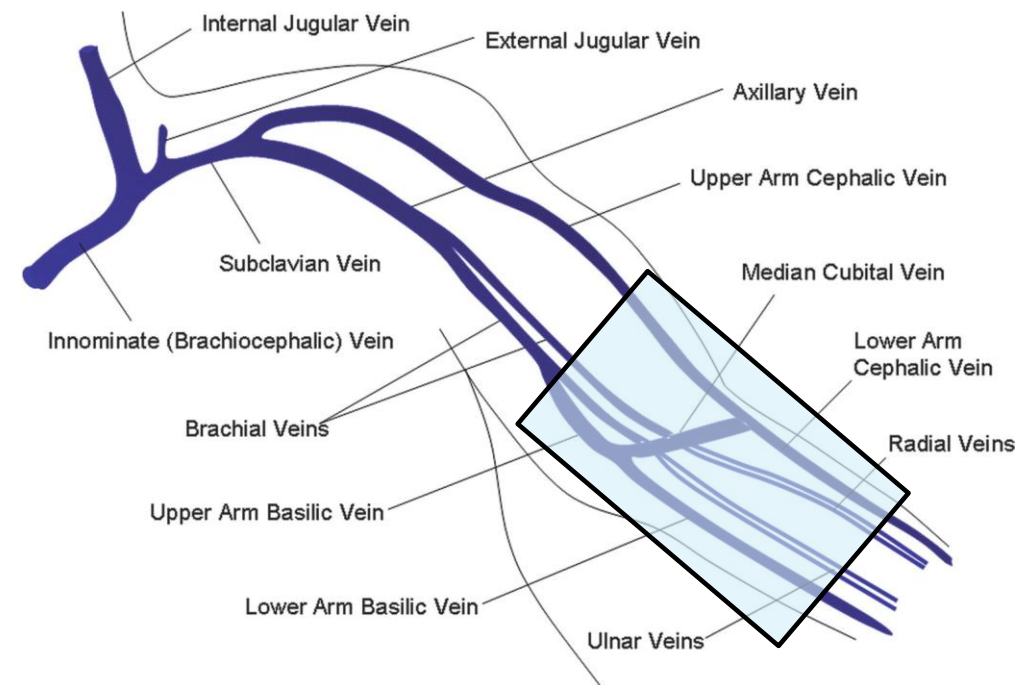 Internal Jugular Vein
External Jugular Vein
Axillary Vein
Upper Arm Cephalic Vein
Subclavian Vein
Median Cubital Vein
Innominate (Brachiocephalic) Vein
Lower Arm
Cephalic Vein
Brachial Veins
Radial Veins
Upper Arm Basilic Vein
Lower Arm Basilic Vein
Ulnar Veins